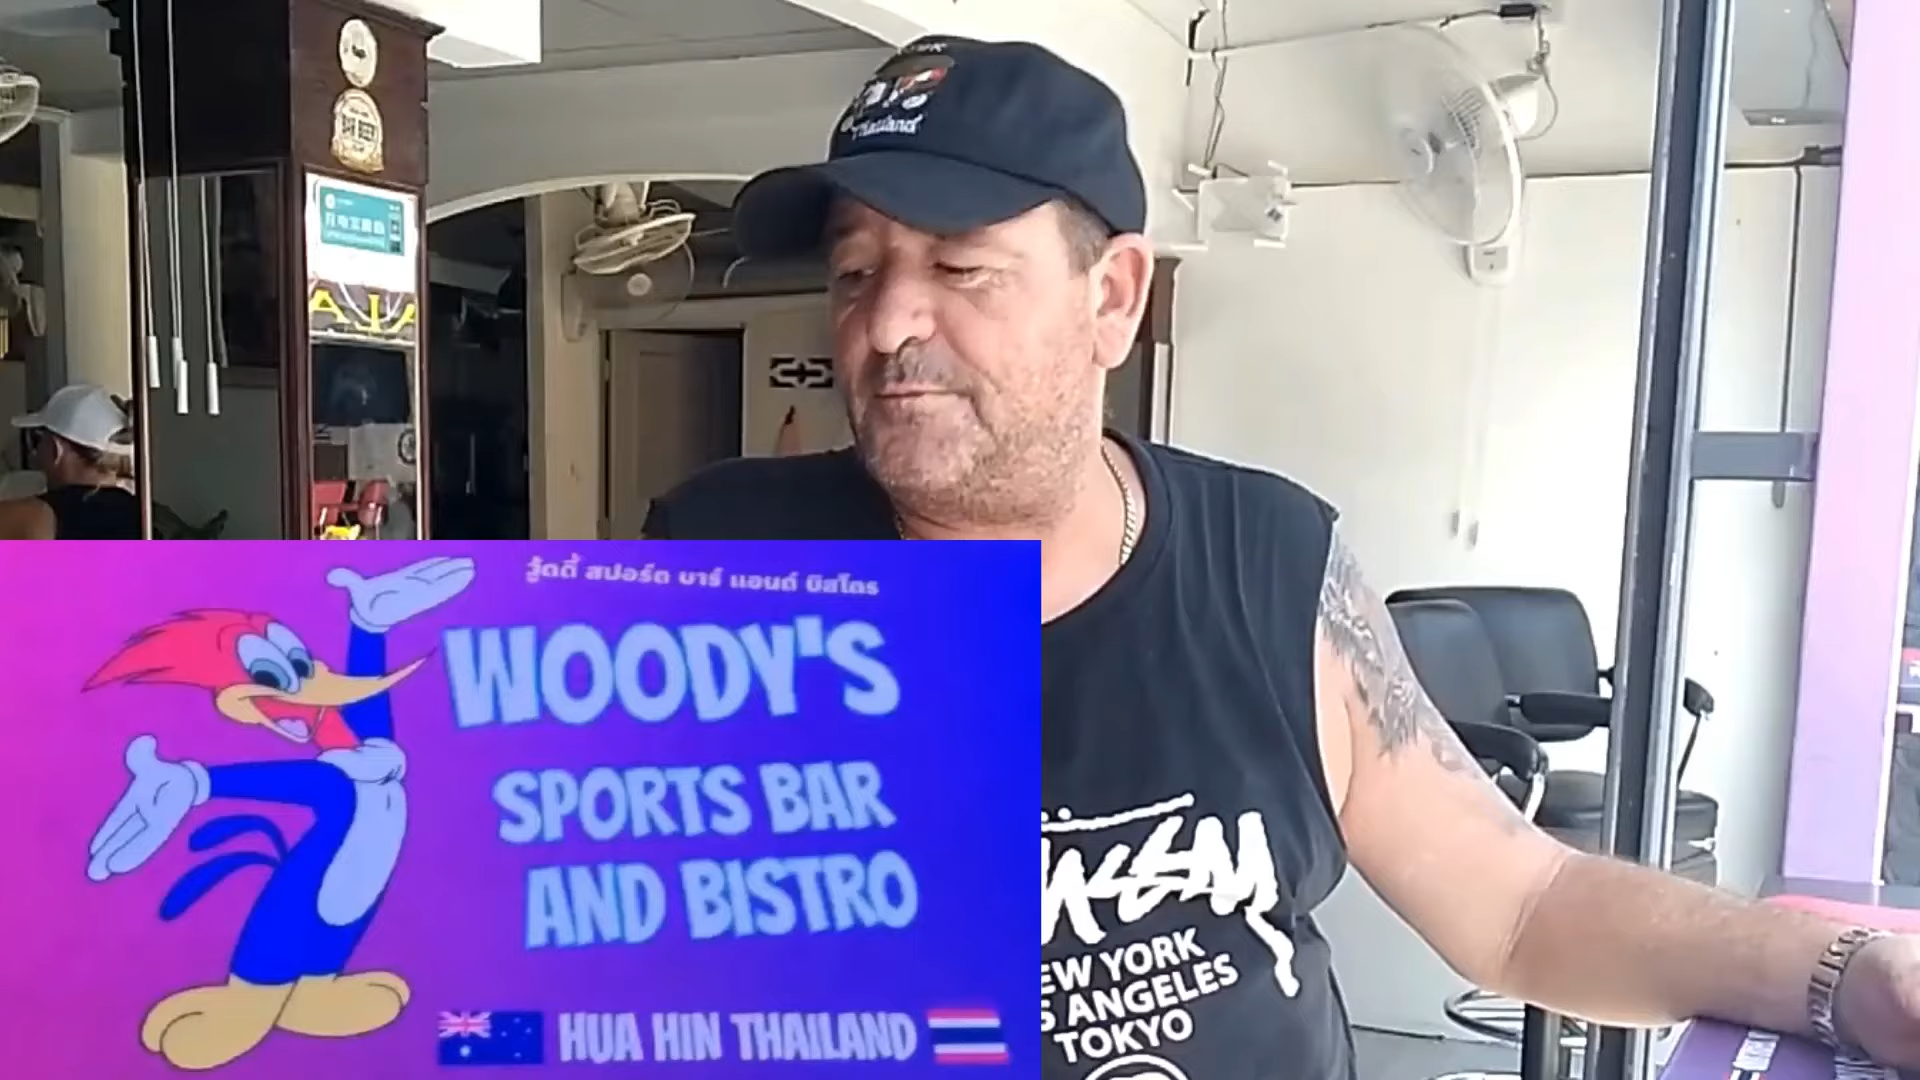 Thailand
วู้ดดี้ สปอร์ต บาร์ แอนด์ บิสโตร
WOODY'S
SPORTS BAR
AND BISTRO
HUA HIN THAILAND
EW YORK
S ANGELES
TOKYO